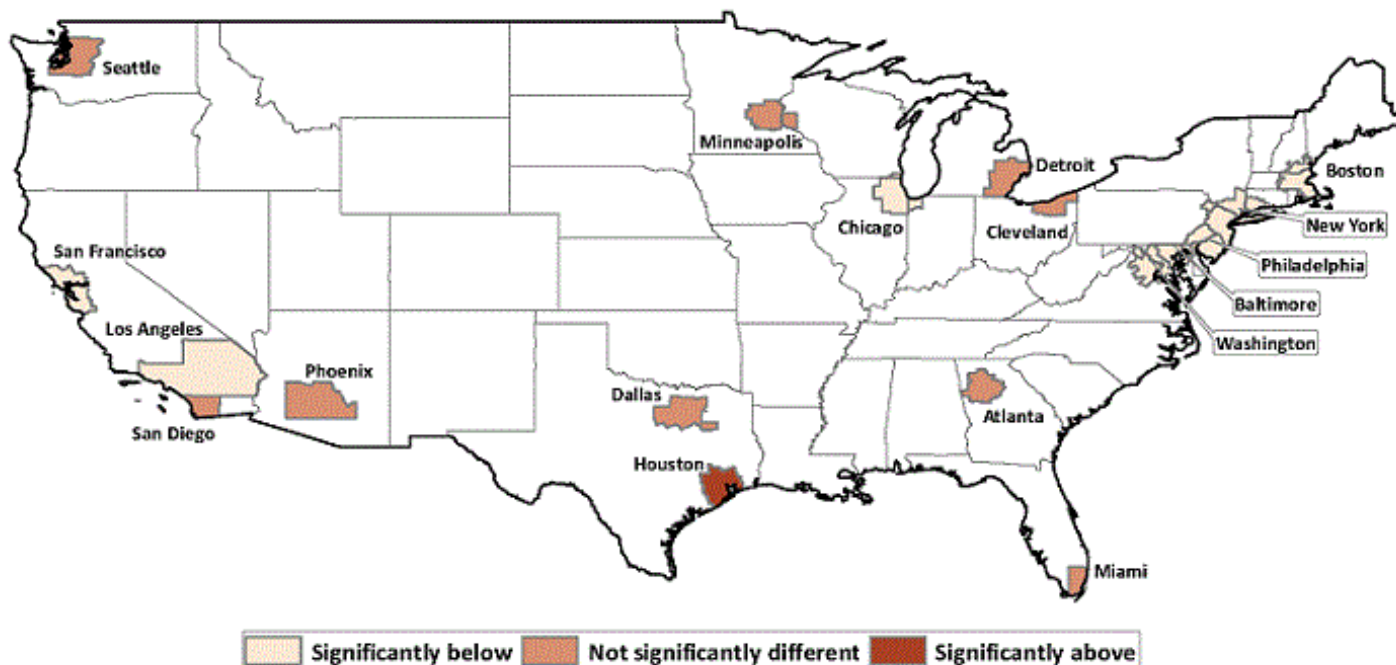 Seattle
Minneapolis
Detroit
Boston
Chicago
Cleveland
New York
San Francisco
Philadelphia
Baltimore
Los Angeles
Washington
Phoenix
Dallas
Atlanta
San Diego
Houston
Miami
Significantly below
Not significantly different
Significantly above